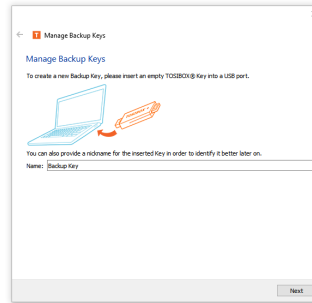 Manage Backup Keys
Manage Backup Keys
To create a new Backup Key, please insert an empty TOSIBOX® Key into a USB port.
You can also provide a nickname for the inserted Key in order to identify it better later on.
Name: Backup Key
Next